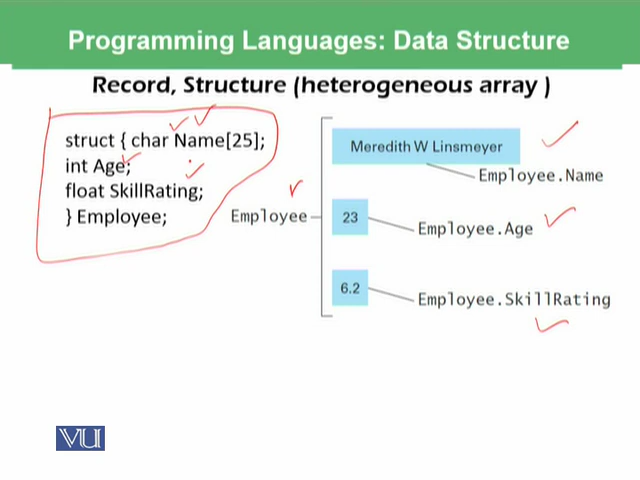 Programming Languages: Data Structure
Record, Structure (heterogeneous array )
struct { char Name[25];
int Age;
float SkillRating;
} Employee;
Employee
Meredith W Linsmeyer
Employee.Name
23
Employee.Age
6.2
Employee.SkillRating
VU